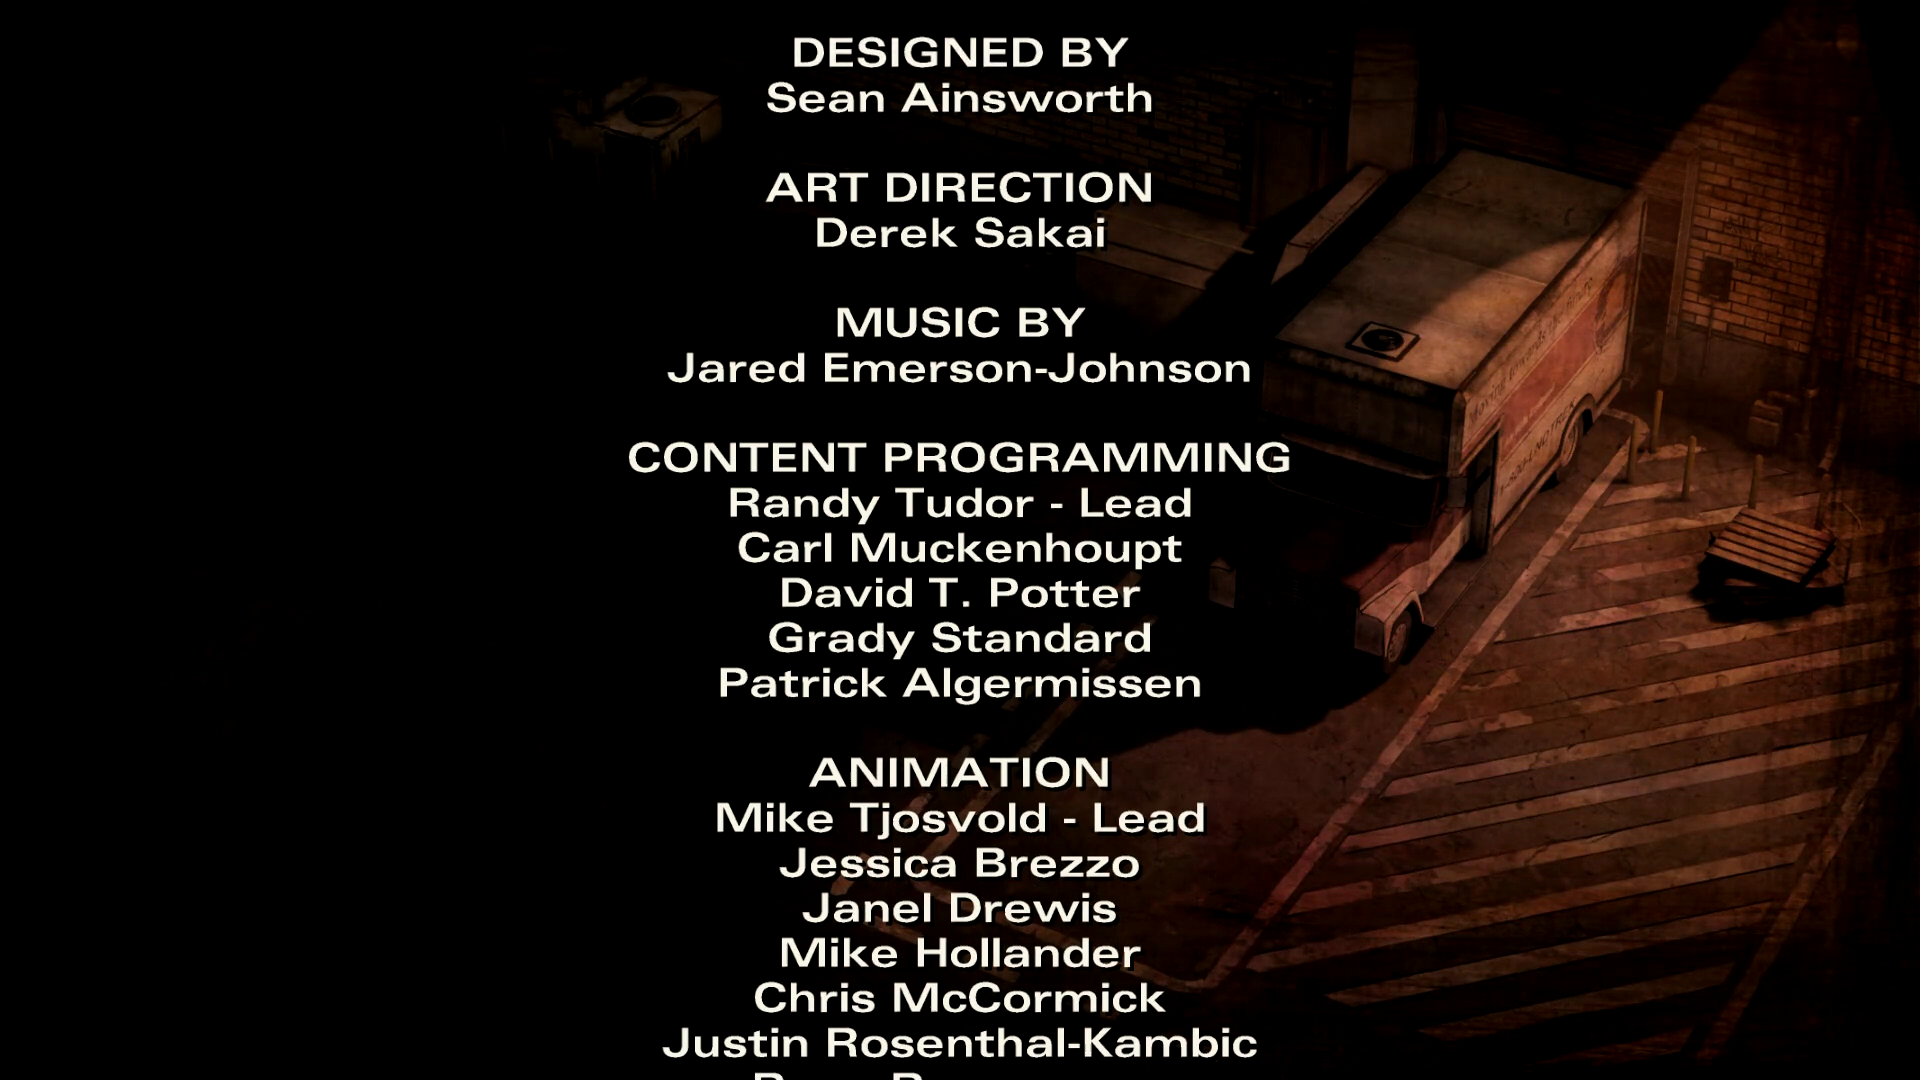 DESIGNED BY
Sean Ainsworth
ART DIRECTION
Derek Sakai
MUSIC BY
Jared Emerson-Johnson
CONTENT PROGRAMMING
Randy Tudor - Lead
Carl Muckenhoupt
David T. Potter
Grady Standard
Patrick Algermissen
ANIMATION
Mike Tjosvold - Lead
Jessica Brezzo
Janel Drewis
Mike Hollander
Chris McCormick
Justin Rosenthal-Kambic